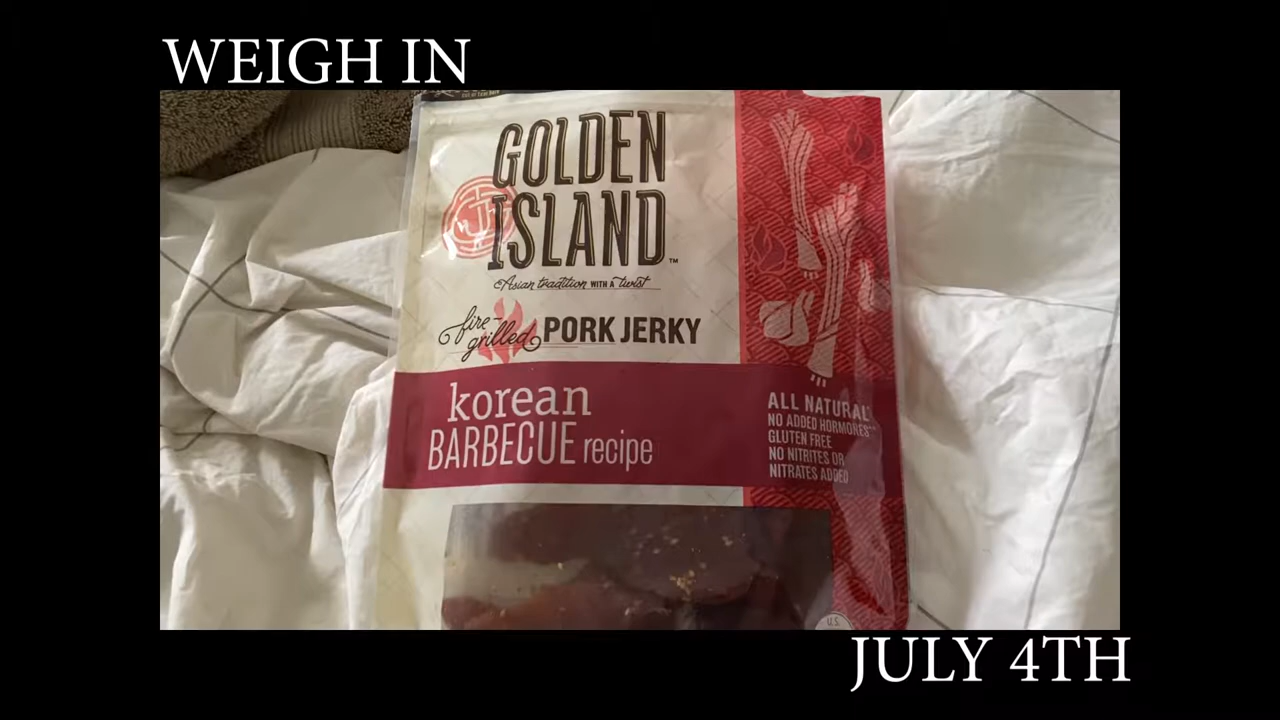 WEIGH IN
GOLDEN
ISLAND™
Asian tradition WITH A twist
fire-
grilled PORK JERKY
korean
BARBECUE recipe
ALL NATURAL*
NO ADDED HORMONES**
GLUTEN FREE
NO NITRITES OR
NITRATES ADDED
U.S.
JULY 4TH